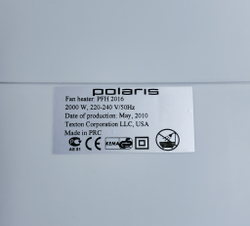 polaris
Fan heater: PFH 2016
2000 W, 220-240 V/50Hz
Date of production: May, 2010
Texton Corporation LLC, USA
Made in PRC